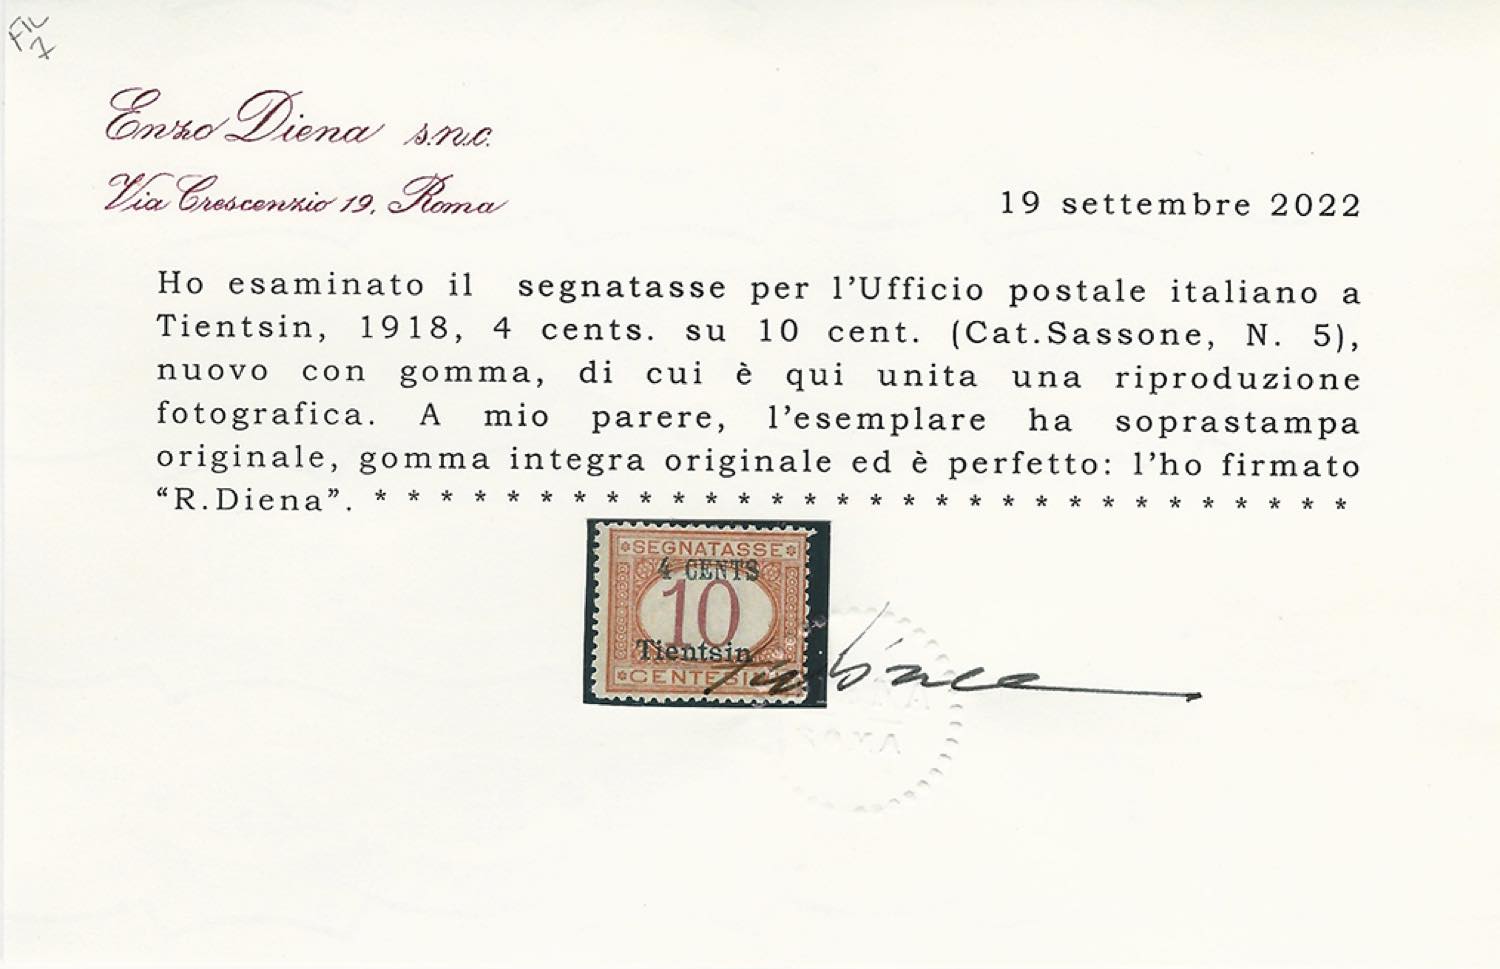 FIL
7
Enzo Diena s.n.c.
Via Crescenzio 19, Roma
19 settembre 2022
Ho esaminato il segnatasse per l'Ufficio postale italiano a
Tientsin, 1918, 4 cents. su 10 cent. (Cat.Sassone, N. 5),
nuovo con gomma, di cui è qui unita una riproduzione
fotografica. A mio parere, l'esemplare ha soprastampa
originale, gomma integra originale ed è perfetto: l'ho firmato
“R.Diena”. * * * * * * * * * * * * * * * * * * * * * * * * * * * * * *
*SEGNATASSE*
4 CENTS
10
Tientsin
*CENTESIMI